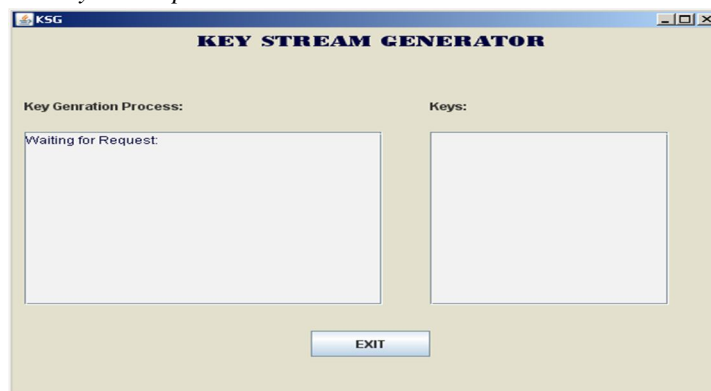 KSG
KEY STREAM GENERATOR
Key Genration Process:
Keys:
Waiting for Request:
EXIT